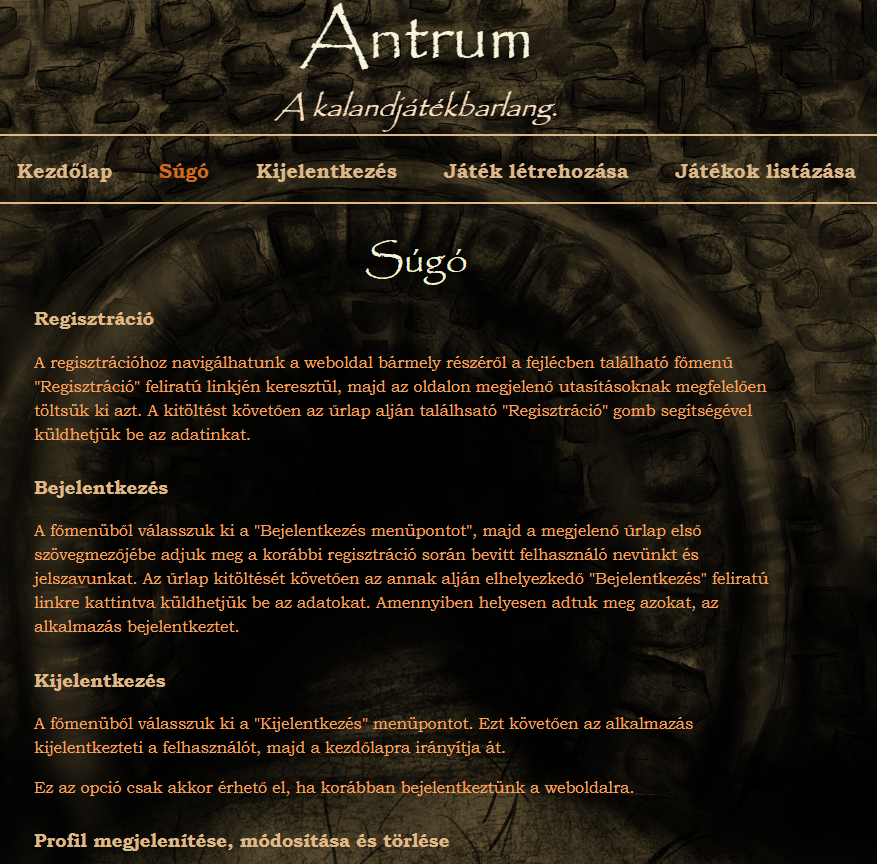 Antrum
A kalandjátékbarlang.
Kezdőlap Súgó Kijelentkezés Játék létrehozása Játékok listázása
Súgó
Regisztráció
A regisztrációhoz navigálhatunk a weboldal bármely részéről a fejlécben található főmenü
"Regisztráció" feliratú linkjén keresztül, majd az oldalon megjelenő utasításoknak megfelelően
töltsük ki azt. A kitöltést követően az űrlap alján találhsató "Regisztráció" gomb segítségével
küldhetjük be az adatinkat.
Bejelentkezés
A főmenüből válasszuk ki a "Bejelentkezés menüpontot", majd a megjelenő űrlap első
szövegmezőjébe adjuk meg a korábbi regisztráció során bevitt felhasználó nevünkt és
jelszavunkat. Az űrlap kitöltését követően az annak alján elhelyezkedő "Bejelentkezés" feliratú
linkre kattintva küldhetjük be az adatokat. Amennyiben helyesen adtuk meg azokat, az
alkalmazás bejelentkeztet.
Kijelentkezés
A főmenüből válasszuk ki a "Kijelentkezés" menüpontot. Ezt követően az alkalmazás
kijelentkezteti a felhasználót, majd a kezdőlapra irányítja át.
Ez az opció csak akkor érhető el, ha korábban bejelentkeztünk a weboldalra.
Profil megjelenítése, módosítása és törlése